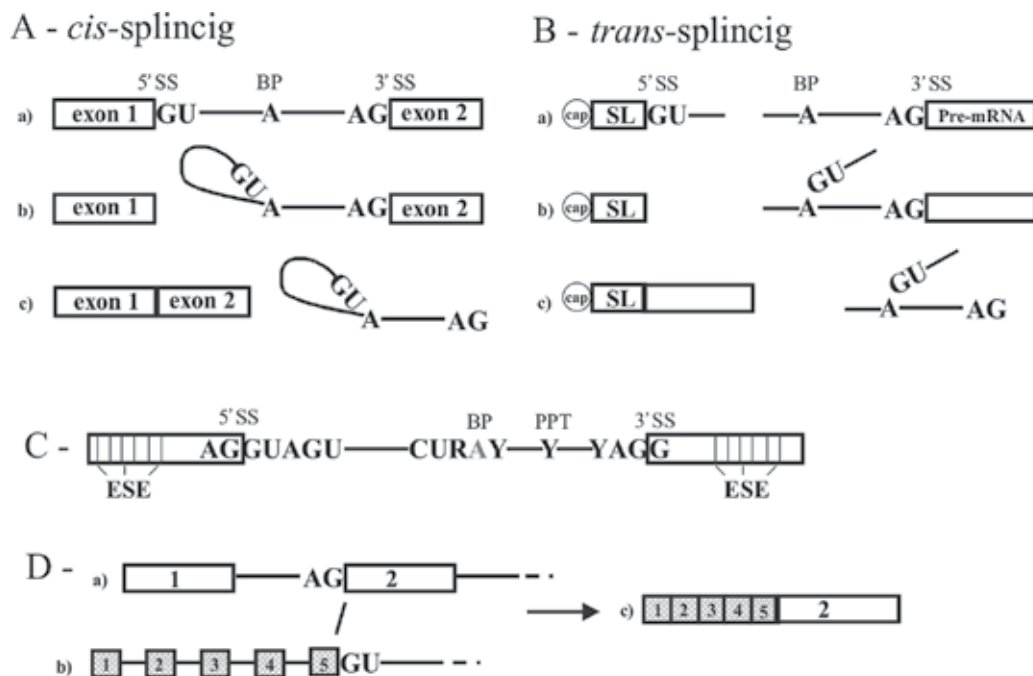 A - cis-splincig
5' SS BP 3' SS
a) exon 1 GU A AG exon 2
b) exon 1 GU A AG exon 2
c) exon 1 exon 2 GU A AG
B - trans-splincig
5' SS BP 3' SS
a) cap SL GU A AG Pre-mRNA
b) cap SL GU A AG
c) cap SL GU A AG
5' SS BP PPT 3' SS
C - AGGUAGU CURAY Y YAGG
ESE ESE
D - a) 1 AG 2
b) 1 2 3 4 5 GU
c) 1 2 3 4 5 2